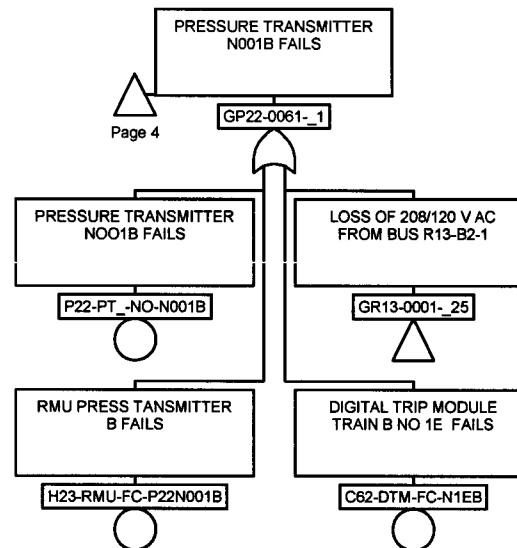 PRESSURE TRANSMITTER
N001B FAILS
Page 4
GP22-0061-_1
PRESSURE TRANSMITTER
NOO1B FAILS
LOSS OF 208/120 V AC
FROM BUS R13-B2-1
P22-PT_-NO-N001B
GR13-0001-_25
RMU PRESS TANSMITTER
B FAILS
DIGITAL TRIP MODULE
TRAIN B NO 1E FAILS
H23-RMU-FC-P22N001B
C62-DTM-FC-N1EB